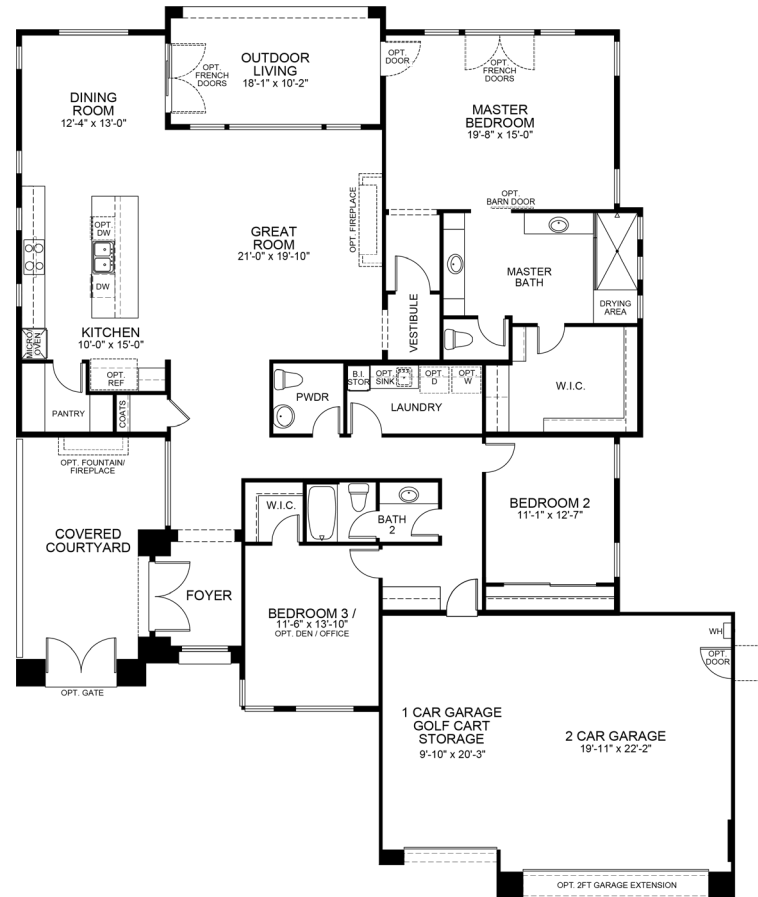 OUTDOOR
LIVING
18'-1" x 10'-2"
OPT.
FRENCH
DOORS
OPT.
DOOR
OPT.
FRENCH
DOORS
DINING
ROOM
12'-4" x 13'-0"
MASTER
BEDROOM
19'-8" x 15'-0"
OPT.
BARN DOOR
OPT. FIREPLACE
OPT.
DW
DW
GREAT
ROOM
21'-0" x 19'-10"
MASTER
BATH
DRYING
AREA
VESTIBULE
KITCHEN
10'-0" x 15'-0"
MICRO/
OVEN
OPT.
REF
PANTRY
COATS
PWDR
B.I.
STOR
OPT
SINK
OPT
D
OPT
W
LAUNDRY
W.I.C.
OPT. FOUNTAIN/
FIREPLACE
COVERED
COURTYARD
W.I.C.
BATH
2
BEDROOM 2
11'-1" x 12'-7"
FOYER
BEDROOM 3 /
11'-6" x 13'-10"
OPT. DEN / OFFICE
OPT. GATE
WH
OPT.
DOOR
1 CAR GARAGE
GOLF CART
STORAGE
9'-10" x 20'-3"
2 CAR GARAGE
19'-11" x 22'-2"
OPT. 2FT GARAGE EXTENSION